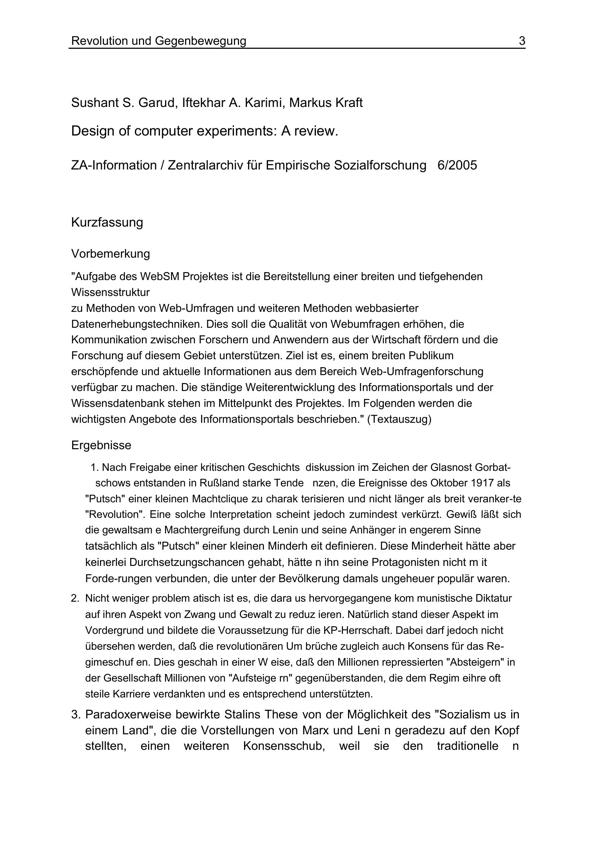 Revolution und Gegenbewegung 3
Sushant S. Garud, Iftekhar A. Karimi, Markus Kraft
Design of computer experiments: A review.
ZA-Information / Zentralarchiv für Empirische Sozialforschung 6/2005
Kurzfassung
Vorbemerkung
"Aufgabe des WebSM Projektes ist die Bereitstellung einer breiten und tiefgehenden
Wissensstruktur
zu Methoden von Web-Umfragen und weiteren Methoden webbasierter
Datenerhebungstechniken. Dies soll die Qualität von Webumfragen erhöhen, die
Kommunikation zwischen Forschern und Anwendern aus der Wirtschaft fördern und die
Forschung auf diesem Gebiet unterstützen. Ziel ist es, einem breiten Publikum
erschöpfende und aktuelle Informationen aus dem Bereich Web-Umfragenforschung
verfügbar zu machen. Die ständige Weiterentwicklung des Informationsportals und der
Wissensdatenbank stehen im Mittelpunkt des Projektes. Im Folgenden werden die
wichtigsten Angebote des Informationsportals beschrieben." (Textauszug)
Ergebnisse
1. Nach Freigabe einer kritischen Geschichts diskussion im Zeichen der Glasnost Gorbat-
schows entstanden in Rußland starke Tende nzen, die Ereignisse des Oktober 1917 als
"Putsch" einer kleinen Machtclique zu charak terisieren und nicht länger als breit veranker-te
"Revolution". Eine solche Interpretation scheint jedoch zumindest verkürzt. Gewiß läßt sich
die gewaltsam e Machtergreifung durch Lenin und seine Anhänger in engerem Sinne
tatsächlich als "Putsch" einer kleinen Minderh eit definieren. Diese Minderheit hätte aber
keinerlei Durchsetzungschancen gehabt, hätte n ihn seine Protagonisten nicht m it
Forde-rungen verbunden, die unter der Bevölkerung damals ungeheuer populär waren.
2. Nicht weniger problem atisch ist es, die dara us hervorgegangene kom munistische Diktatur
auf ihren Aspekt von Zwang und Gewalt zu reduz ieren. Natürlich stand dieser Aspekt im
Vordergrund und bildete die Voraussetzung für die KP-Herrschaft. Dabei darf jedoch nicht
übersehen werden, daß die revolutionären Um brüche zugleich auch Konsens für das Re-
gimeschuf en. Dies geschah in einer W eise, daß den Millionen repressierten "Absteigern" in
der Gesellschaft Millionen von "Aufsteige rn" gegenüberstanden, die dem Regim eihre oft
steile Karriere verdankten und es entsprechend unterstützten.
3. Paradoxerweise bewirkte Stalins These von der Möglichkeit des "Sozialism us in
einem Land", die die Vorstellungen von Marx und Leni n geradezu auf den Kopf
stellten, einen weiteren Konsensschub, weil sie den traditionelle n